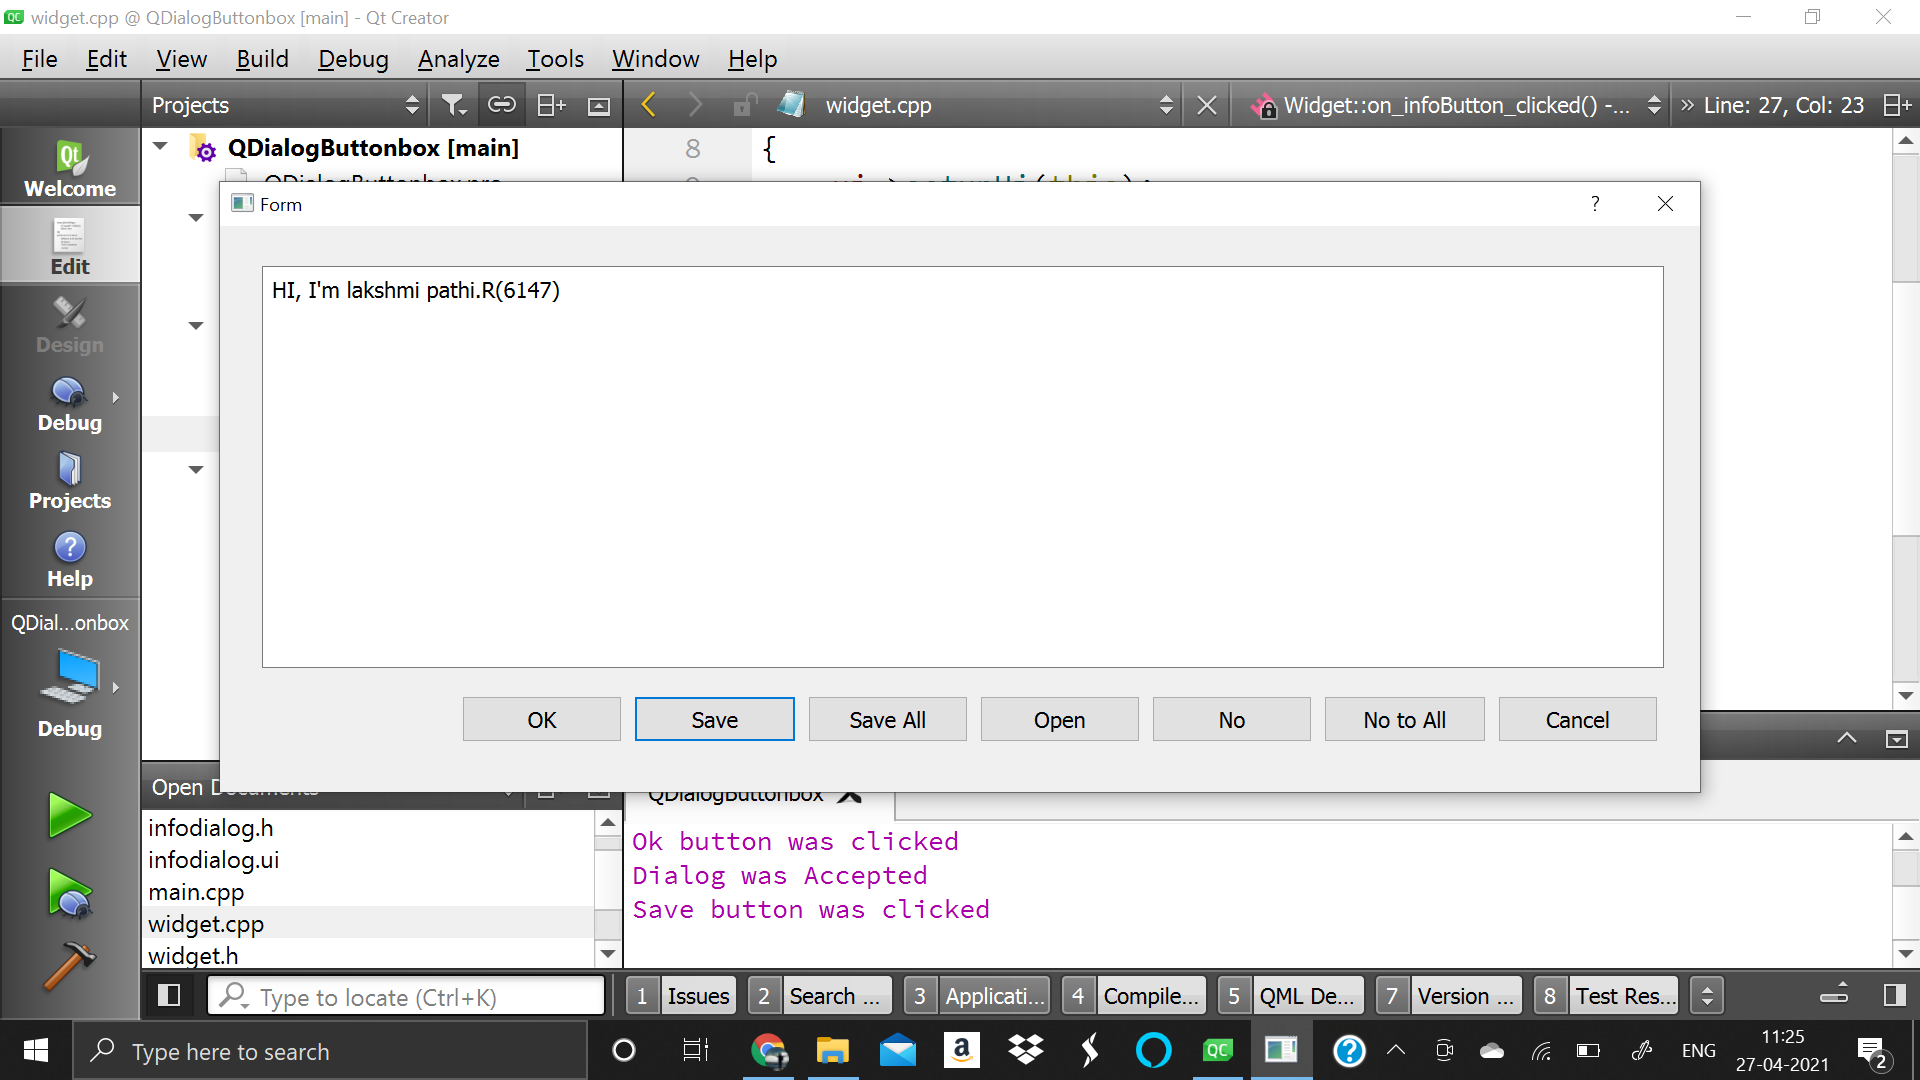 widget.cpp @ QDialogButtonbox [main] - Qt Creator
File Edit View Build Debug Analyze Tools Window Help
Projects widget.cpp Widget::on_infoButton_clicked() -... » Line: 27, Col: 23
QDialogButtonbox [main]
8 {
Welcome
Form
?
Edit
HI, I'm lakshmi pathi.R(6147)
Design
Debug
Projects
Help
QDial...onbox
Debug
OK Save Save All Open No No to All Cancel
Open Documents
QDialogButtonbox
infodialog.h
infodialog.ui
main.cpp
widget.cpp
widget.h
Ok button was clicked
Dialog was Accepted
Save button was clicked
Type to locate (Ctrl+K) 1 Issues 2 Search ... 3 Applicati... 4 Compile... 5 QML De... 7 Version ... 8 Test Res...
Type here to search
ENG
11:25
27-04-2021
2